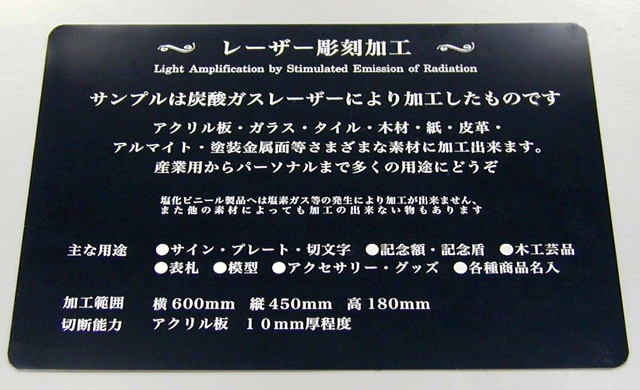 レーザー彫刻加工
Light Amplification by Stimulated Emission of Radiation
サンプルは炭酸ガスレーザーにより加工したものです
アクリル板・ガラス・タイル・木材・紙・皮革・
アルマイト・塗装金属面等さまざまな素材に加工出来ます。
産業用からパーソナルまで多くの用途にどうぞ
塩化ビニール製品へは塩素ガス等の発生により加工が出来ません、
また他の素材によっても加工の出来ない物もあります
主な用途 ●サイン・プレート・切文字 ●記念額・記念盾 ●木工芸品
●表札 ●模型 ●アクセサリー・グッズ ●各種商品名入
加工範囲 横600mm 縦450mm 高180mm
切断能力 アクリル板 10mm厚程度